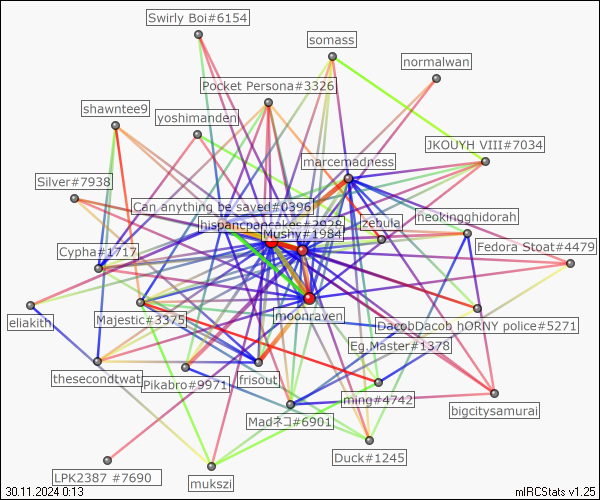 Swirly Boi#6154
somass
normalwan
Pocket Persona#3326
shawntee9
yoshimanden
JKOUYH VIII#7034
marcemadness
Silver#7938
Can anything be saved#0396
neokingghidorah
hispancpancakes#3928
zebula
Mushy#1984
Cypha#1717
Fedora Stoat#4479
eliakith
Majestic#3375
moonraven
DacobDacob hORNY police#5271
Eg.Master#1378
thesecondtwat
Pikabro#9971
frisout
ming#4742
bigcitysamurai
Madネコ#6901
Duck#1245
LPK2387 #7690
mukszi
30.11.2024 0:13
mIRCStats v1.25